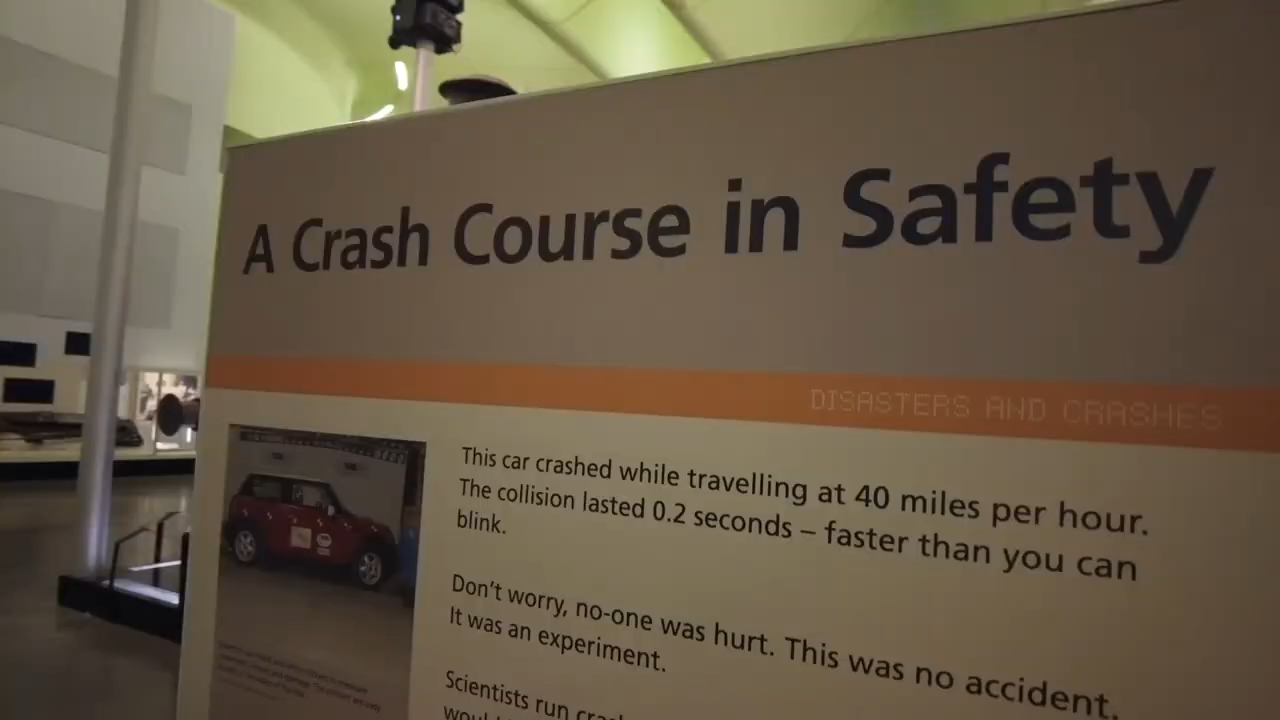 A Crash Course in Safety
DISASTERS AND CRASHES
This car crashed while travelling at 40 miles per hour.
The collision lasted 0.2 seconds – faster than you can
blink.
Don't worry, no-one was hurt. This was no accident.
It was an experiment.
Scientists run